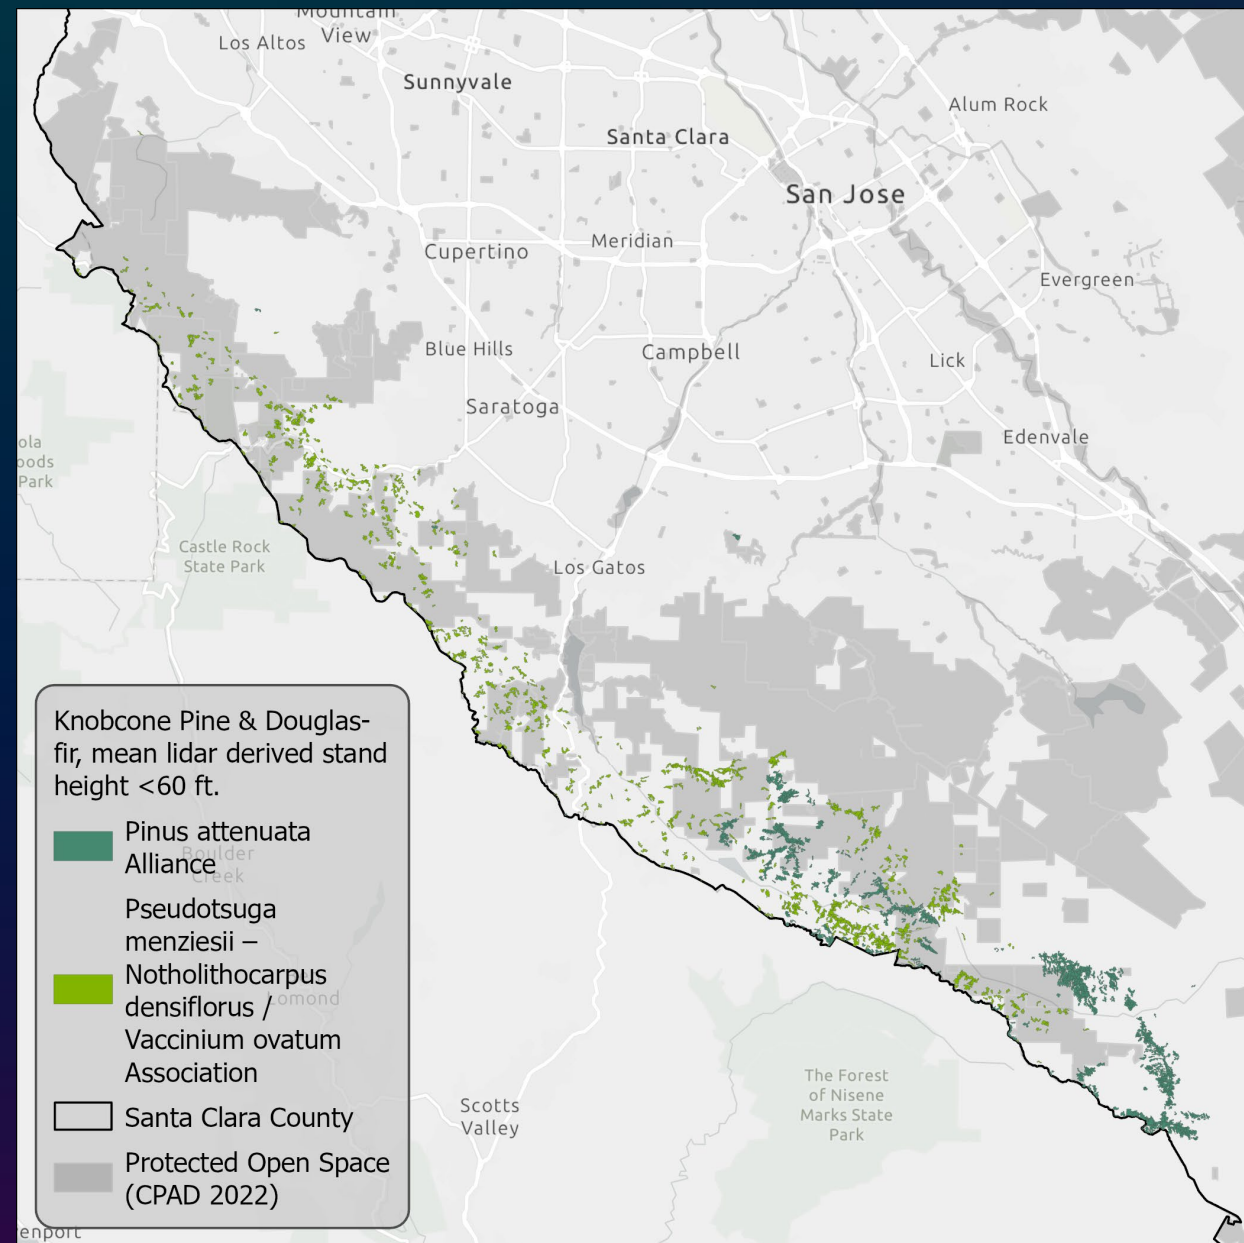 Mountain
View
Los Altos
Sunnyvale
Alum Rock
Santa Clara
San Jose
Meridian
Cupertino
Evergreen
Blue Hills
Campbell
Lick
Saratoga
Edenvale
ola
oods
Park
Castle Rock
State Park
Los Gatos
Knobcone Pine & Douglas-
fir, mean lidar derived stand
height <60 ft.
Pinus attenuata
Alliance
Boulder
Creek
Pseudotsuga
menziesii –
Notholithocarpus
densiflorus /
Vaccinium ovatum
Association
Lomond
Santa Clara County
Protected Open Space
(CPAD 2022)
Scotts
Valley
The Forest
of Nisene
Marks State
Park
enport